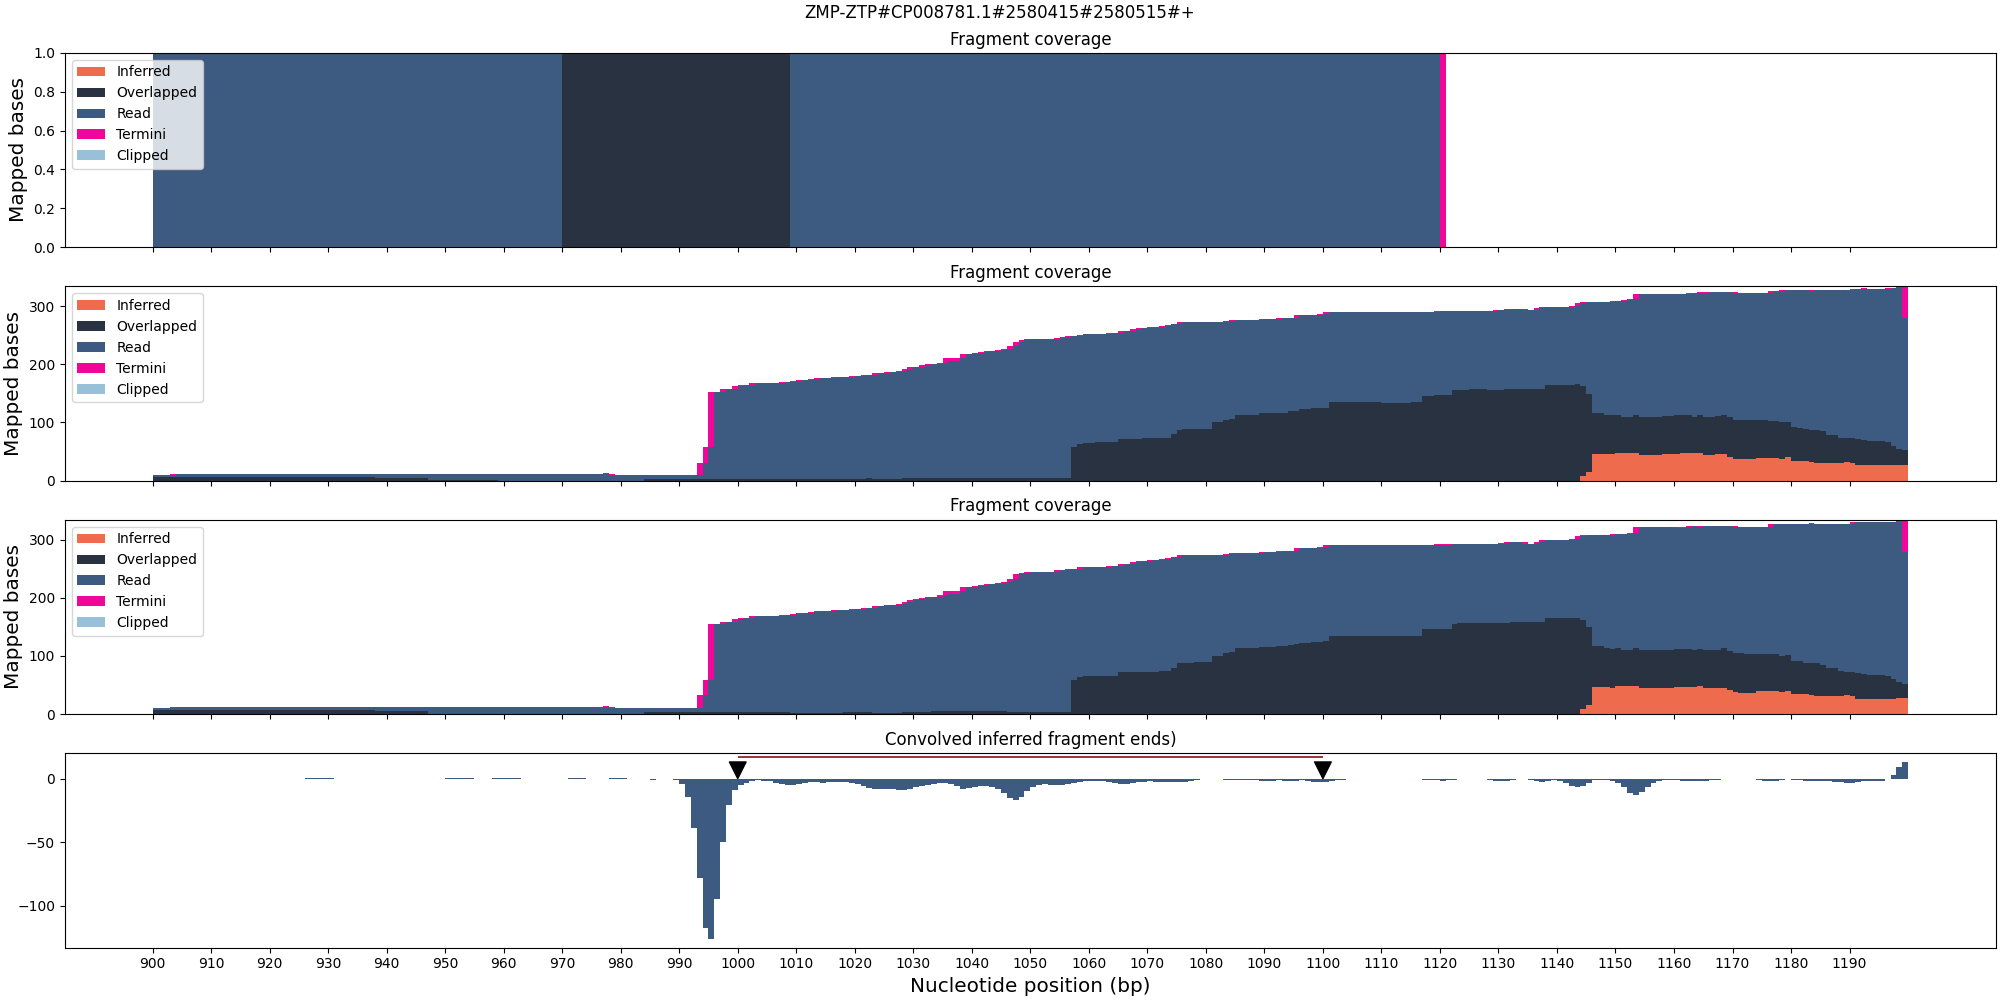 ZMP-ZTP#CP008781.1#2580415#2580515#+
Fragment coverage
Mapped bases
1.0
0.8
0.6
0.4
0.2
0.0
Inferred
Overlapped
Read
Termini
Clipped
Fragment coverage
Mapped bases
300
200
100
0
Inferred
Overlapped
Read
Termini
Clipped
Fragment coverage
Mapped bases
300
200
100
0
Inferred
Overlapped
Read
Termini
Clipped
Convolved inferred fragment ends)
0
−50
−100
900 910 920 930 940 950 960 970 980 990 1000 1010 1020 1030 1040 1050 1060 1070 1080 1090 1100 1110 1120 1130 1140 1150 1160 1170 1180 1190
Nucleotide position (bp)